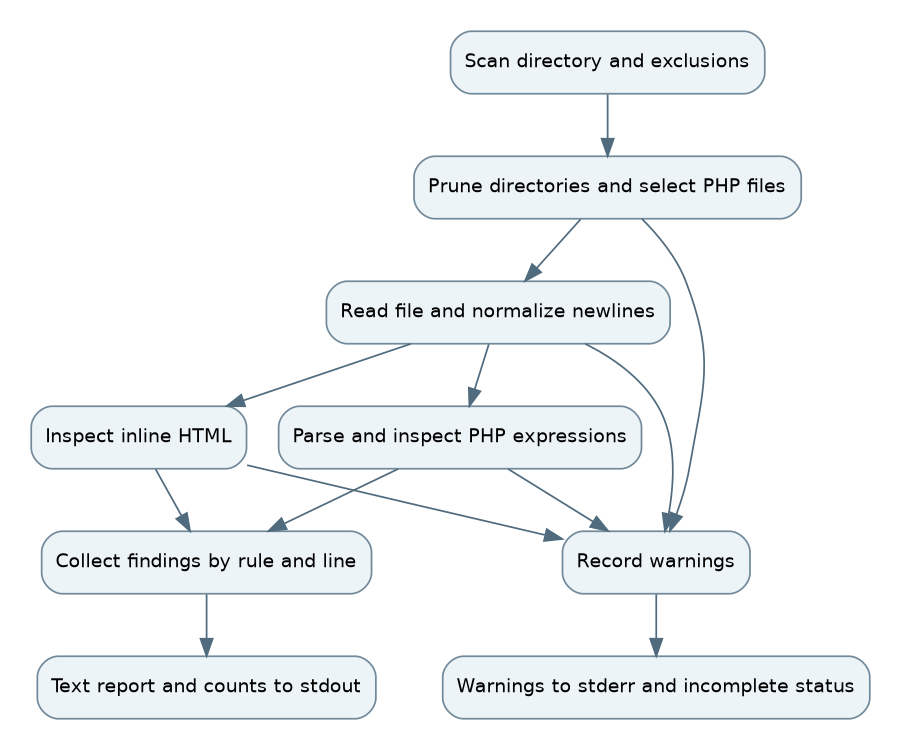 Scan directory and exclusions
Prune directories and select PHP files
Read file and normalize newlines
Inspect inline HTML
Parse and inspect PHP expressions
Collect findings by rule and line
Record warnings
Text report and counts to stdout
Warnings to stderr and incomplete status